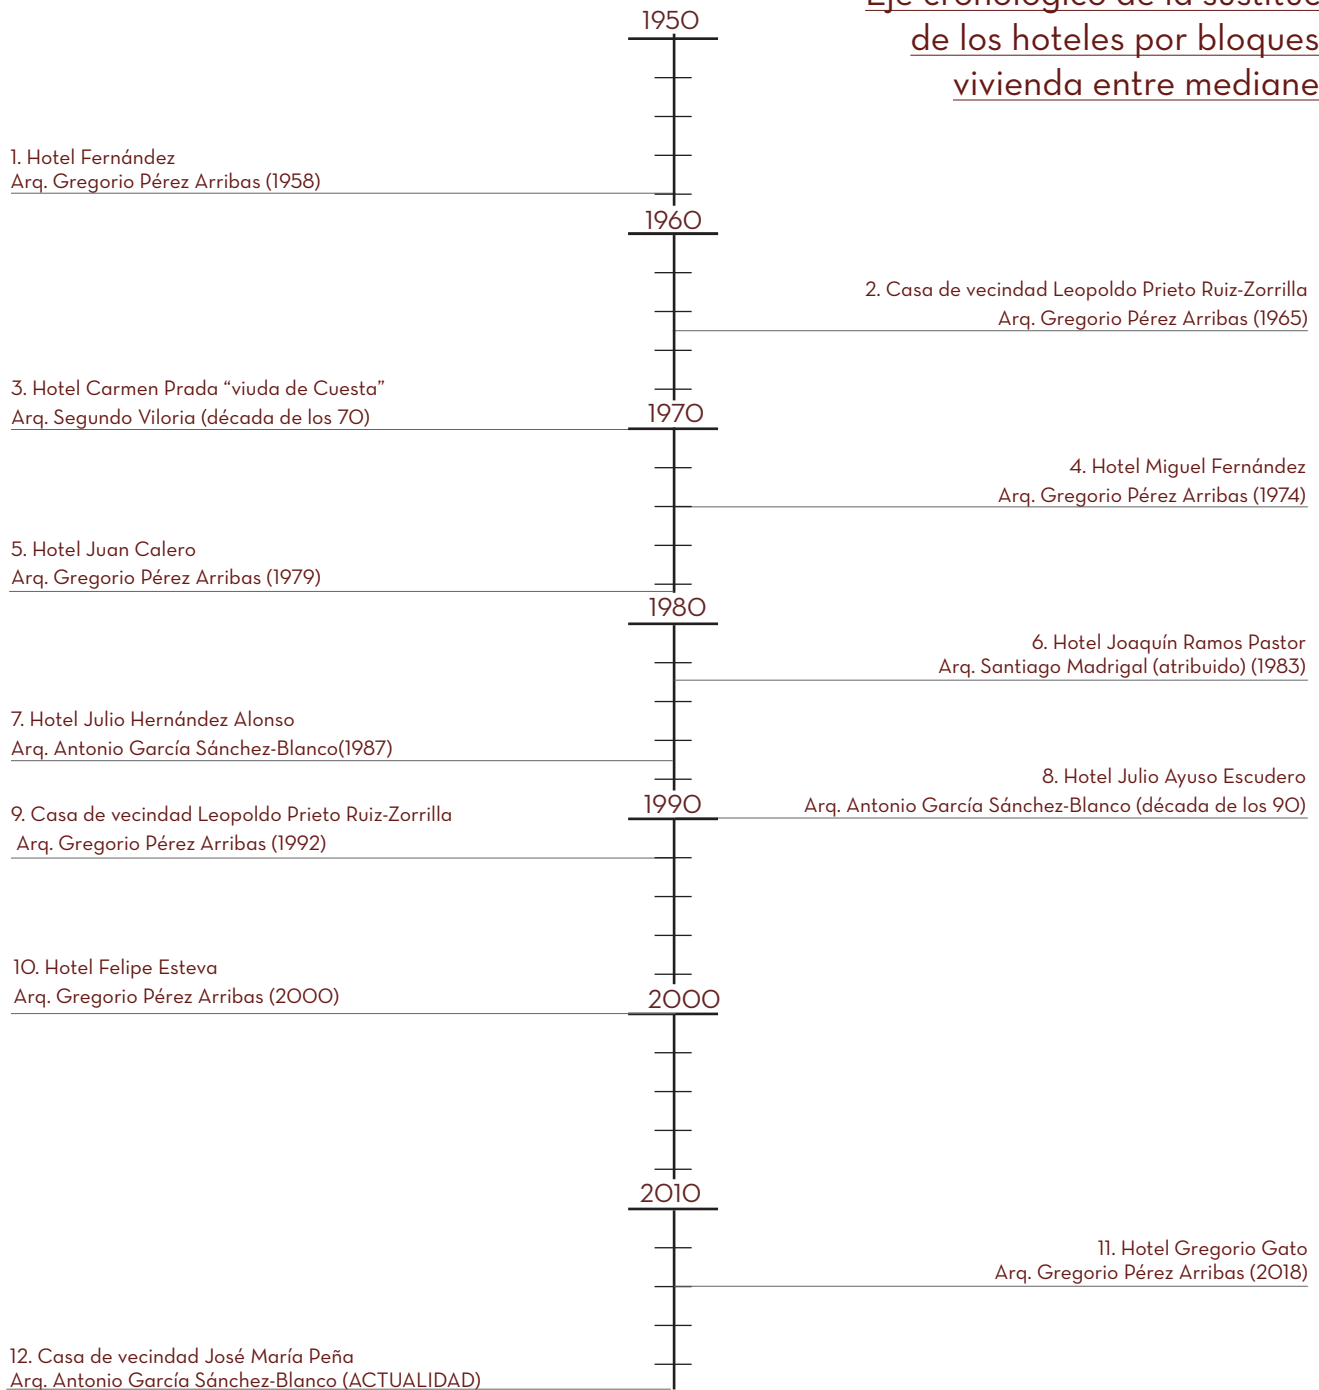 Eje cronológico de la
de los hoteles por bloques
vivienda entre
1950
1. Hotel Fernández
Arq. Gregorio Pérez Arribas (1958)
1960
2. Casa de vecindad Leopoldo Prieto Ruiz-Zorrilla
Arq. Gregorio Pérez Arribas (1965)
3. Hotel Carmen Prada “viuda de Cuesta”
Arq. Segundo Viloria (década de los 70)
1970
4. Hotel Miguel Fernández
Arq. Gregorio Pérez Arribas (1974)
5. Hotel Juan Calero
Arq. Gregorio Pérez Arribas (1979)
1980
6. Hotel Joaquín Ramos Pastor
Arq. Santiago Madrigal (atribuido) (1983)
7. Hotel Julio Hernández Alonso
Arq. Antonio García Sánchez-Blanco(1987)
8. Hotel Julio Ayuso Escudero
Arq. Antonio García Sánchez-Blanco (década de los 90)
1990
9. Casa de vecindad Leopoldo Prieto Ruiz-Zorrilla
Arq. Gregorio Pérez Arribas (1992)
10. Hotel Felipe Esteva
Arq. Gregorio Pérez Arribas (2000)
2000
2010
11. Hotel Gregorio Gato
Arq. Gregorio Pérez Arribas (2018)
12. Casa de vecindad José María Peña
Arq. Antonio García Sánchez-Blanco (ACTUALIDAD)